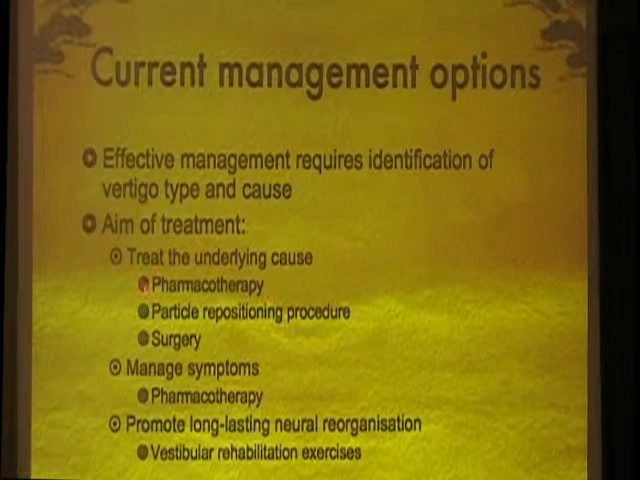 Current management options
Effective management requires identification of
vertigo type and cause
Aim of treatment:
Treat the underlying cause
Pharmacotherapy
Particle repositioning procedure
Surgery
Manage symptoms
Pharmacotherapy
Promote long-lasting neural reorganisation
Vestibular rehabilitation exercises